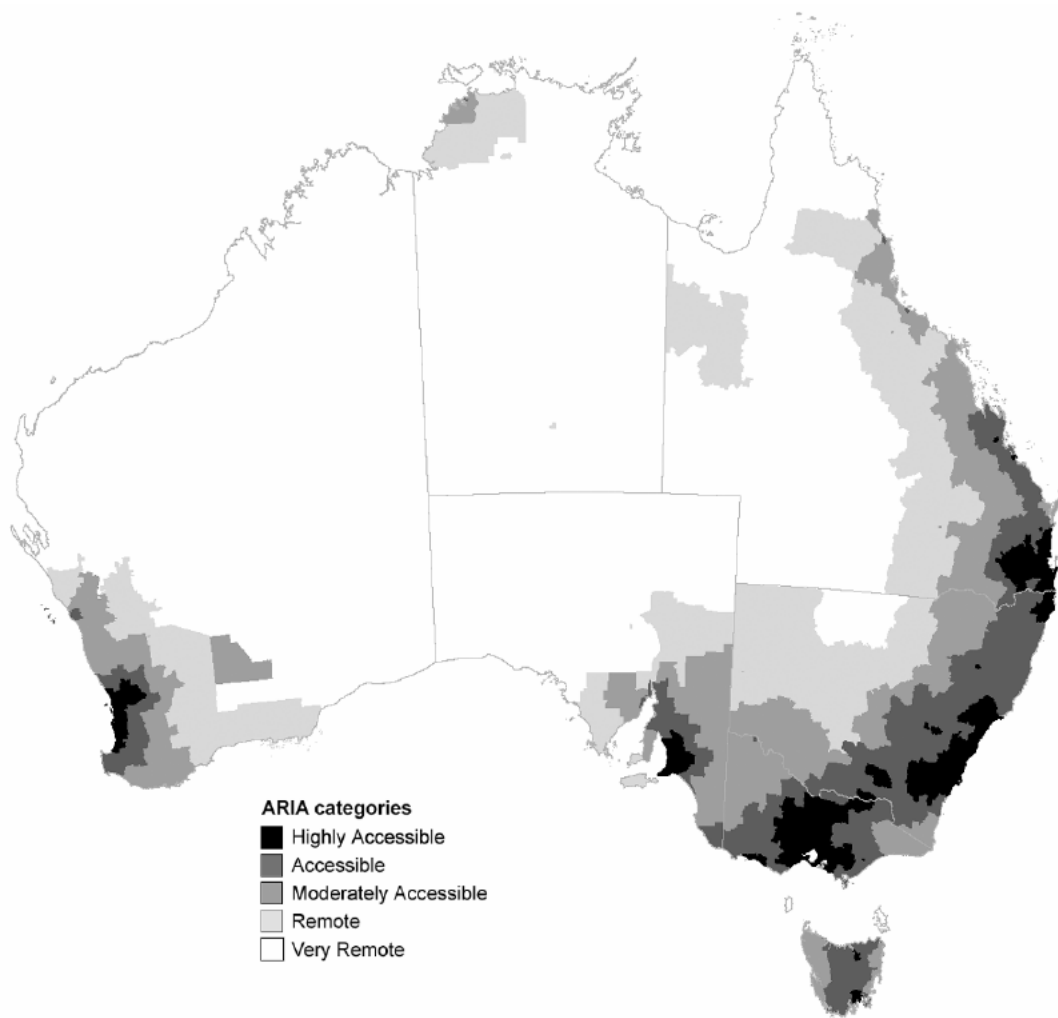 ARIA categories
Highly Accessible
Accessible
Moderately Accessible
Remote
Very Remote